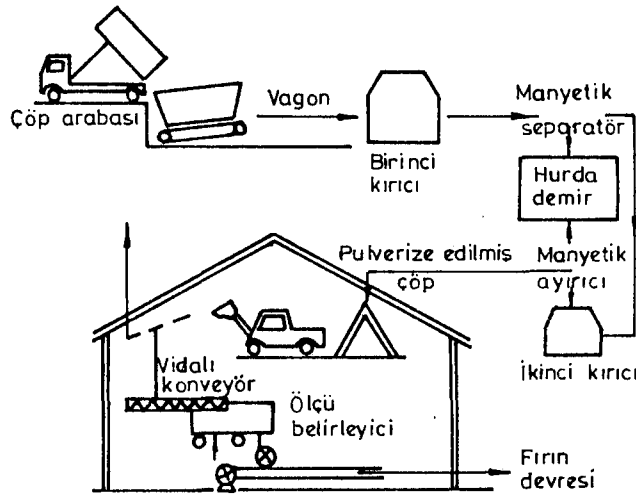 Çöp arabası
Vagon
Birinci
kırıcı
Manyetik
separatör
Hurda
demir
Manyetik
ayırıcı
İkinci kırıcı
Pulverize edilmiş
çöp
Vidalı
konveyör
Ölçü
belirleyici
Fırın
devresi